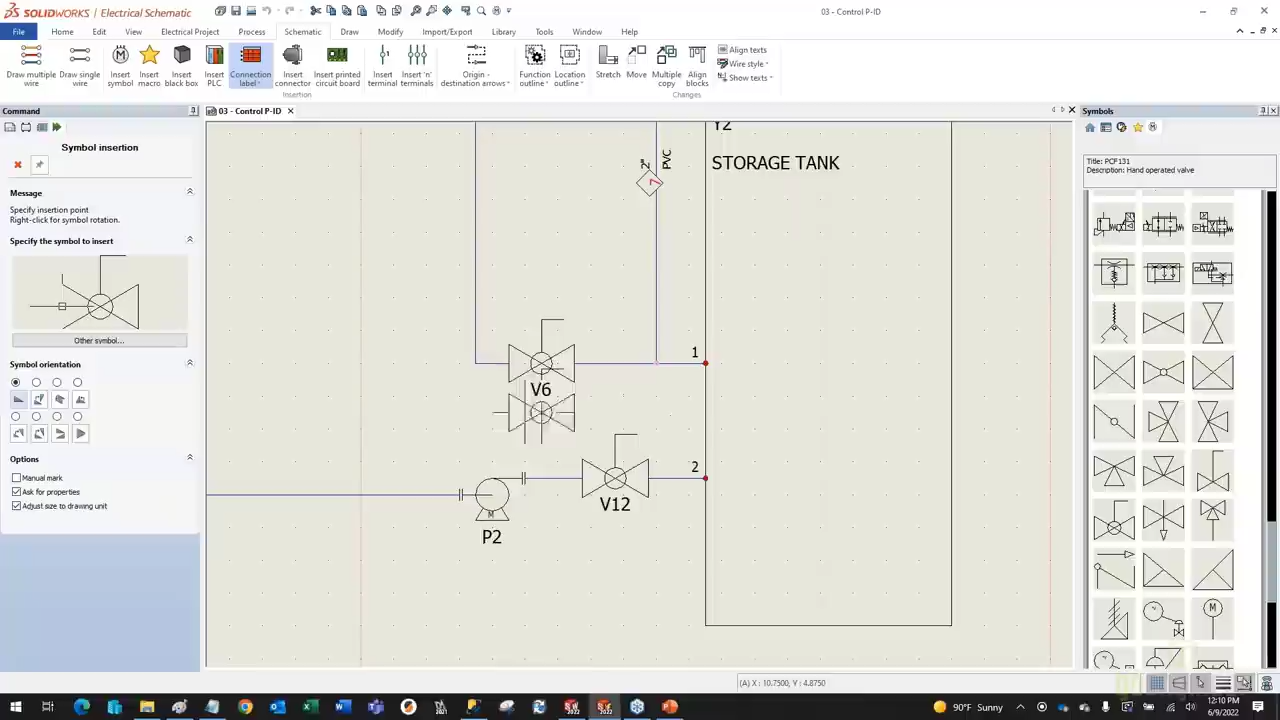 SOLIDWORKS Electrical Schematic
03 - Control P-ID
File Home Edit View Electrical Project Process Schematic Draw Modify Import/Export Library Tools Windows Help
Draw multiple wire
Draw single wire
Insert symbol
Insert macro
Insert black box
Insert PLC
Connection label
Insert connector
Insert printed circuit board
Insert terminal
Insert 'n' terminals
Origin - destination arrows
Function outline
Location outline
Stretch
Move
Multiple copy
Align blocks
Align texts
Wire style
Show texts
Insertion
Changes
Command
03 - Control P-ID
Symbols
Symbol insertion
Message
Specify insertion point
Right-click for symbol rotation.
Specify the symbol to insert
Other symbol...
Symbol orientation
Options
Manual mark
Ask for properties
Adjust size to drawing unit
Title: PCF131
Description: Hand operated valve
Y2
STORAGE TANK
2"
PVC
7
1
V6
2
V12
M
P2
M
(A) X : 10.7500, Y : 4.8750
90°F Sunny
12:10 PM
6/9/2022